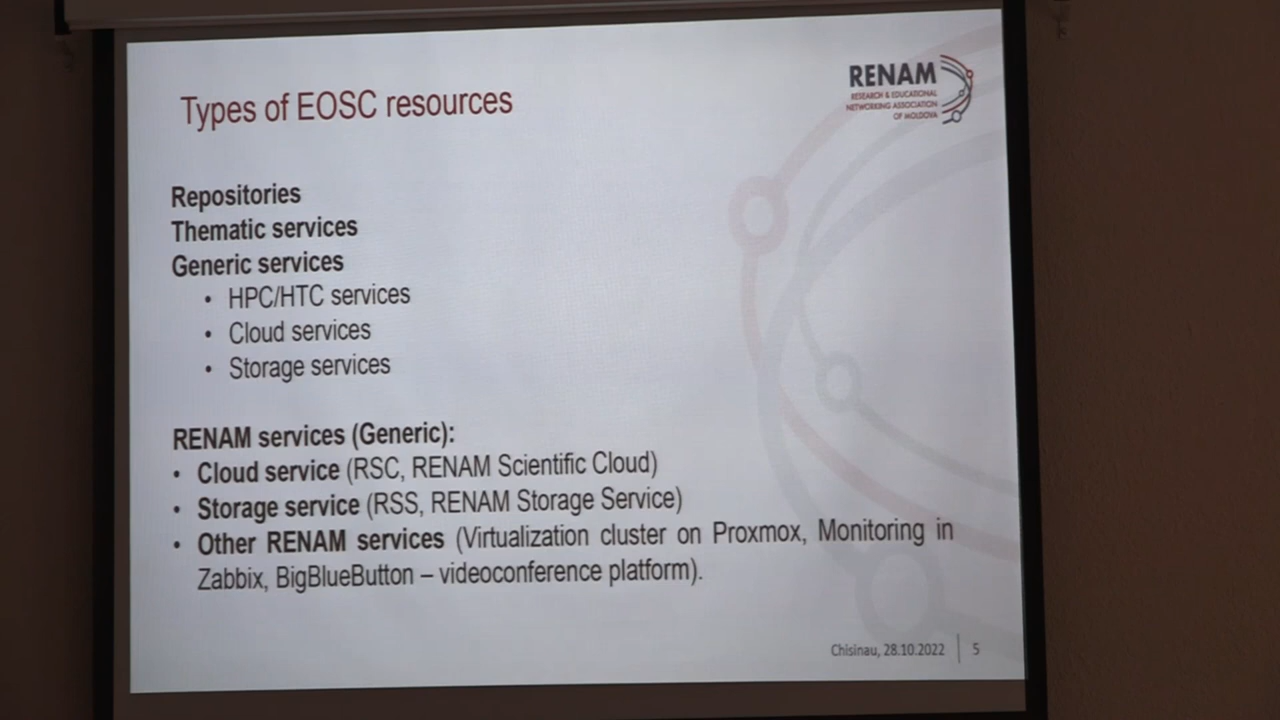 Types of EOSC resources
RENAM
RESEARCH & EDUCATIONAL
NETWORKING ASSOCIATION
OF MOLDOVA
Repositories
Thematic services
Generic services
• HPC/HTC services
• Cloud services
• Storage services
RENAM services (Generic):
• Cloud service (RSC, RENAM Scientific Cloud)
• Storage service (RSS, RENAM Storage Service)
• Other RENAM services (Virtualization cluster on Proxmox, Monitoring in
Zabbix, BigBlueButton – videoconference platform).
Chisinau, 28.10.2022 | 5